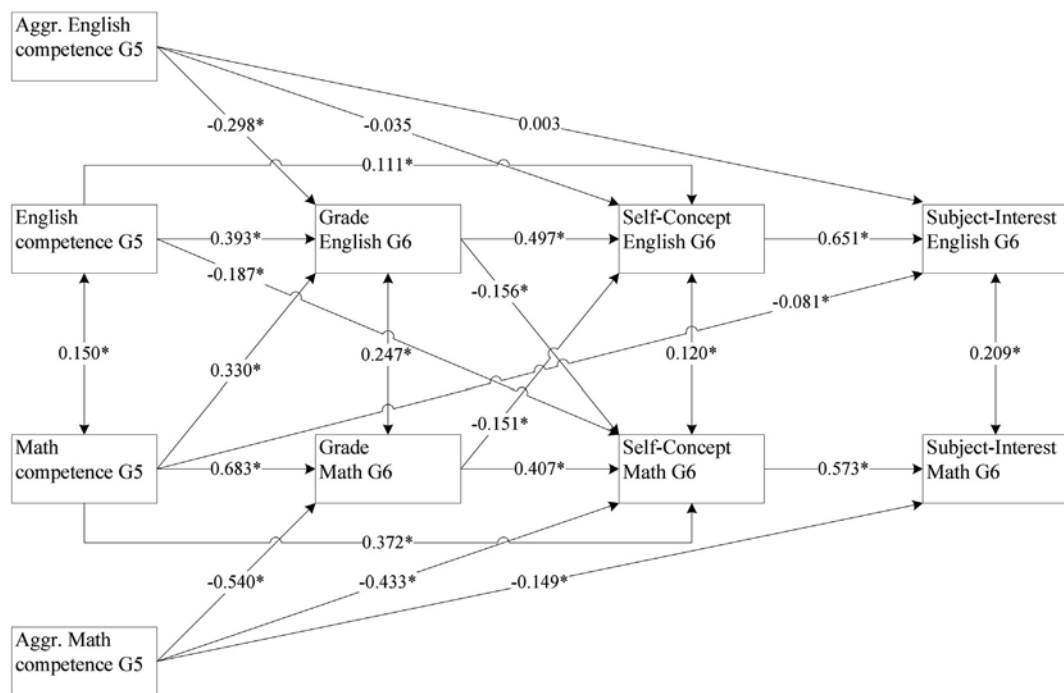 Aggr. English
competence G5
-0.298*
-0.035
0.003
0.111*
English
competence G5
Grade
English G6
Self-Concept
English G6
Subject-Interest
English G6
0.393*
0.497*
0.651*
-0.187*
-0.156*
-0.081*
0.150*
0.330*
0.247*
0.120*
0.209*
-0.151*
Math
competence G5
Grade
Math G6
Self-Concept
Math G6
Subject-Interest
Math G6
0.683*
0.407*
0.573*
0.372*
-0.540*
-0.433*
-0.149*
Aggr. Math
competence G5